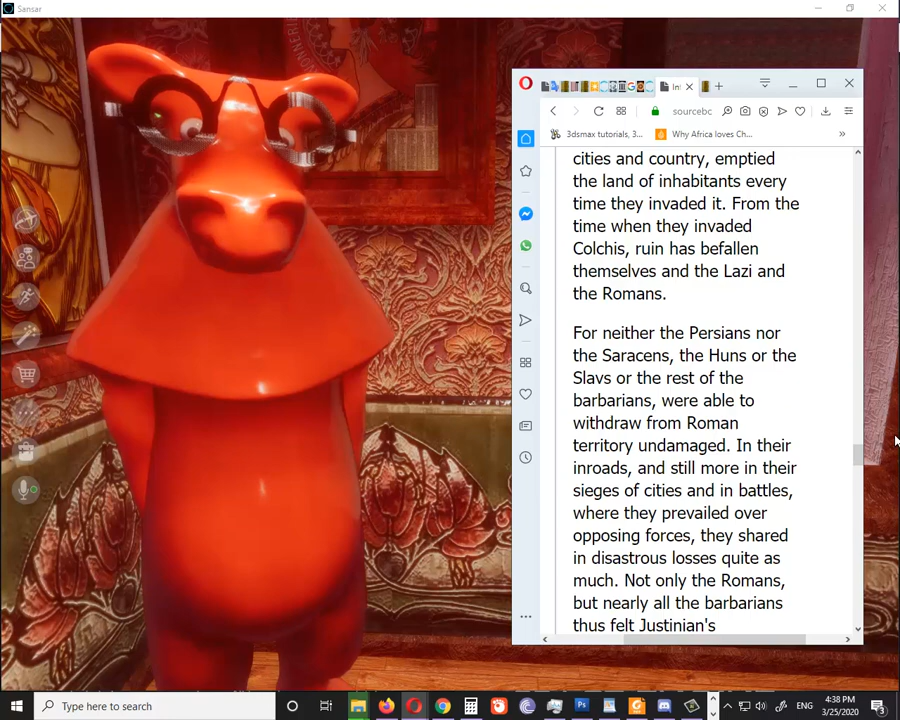 Sansar
sourcebc
3dsmax tutorials, 3...
Why Africa loves Ch...
»
cities and country, emptied
the land of inhabitants every
time they invaded it. From the
time when they invaded
Colchis, ruin has befallen
themselves and the Lazi and
the Romans.
For neither the Persians nor
the Saracens, the Huns or the
Slavs or the rest of the
barbarians, were able to
withdraw from Roman
territory undamaged. In their
inroads, and still more in their
sieges of cities and in battles,
where they prevailed over
opposing forces, they shared
in disastrous losses quite as
much. Not only the Romans,
but nearly all the barbarians
thus felt Justinian's
Type here to search
ENG
4:38 PM
3/25/2020
3